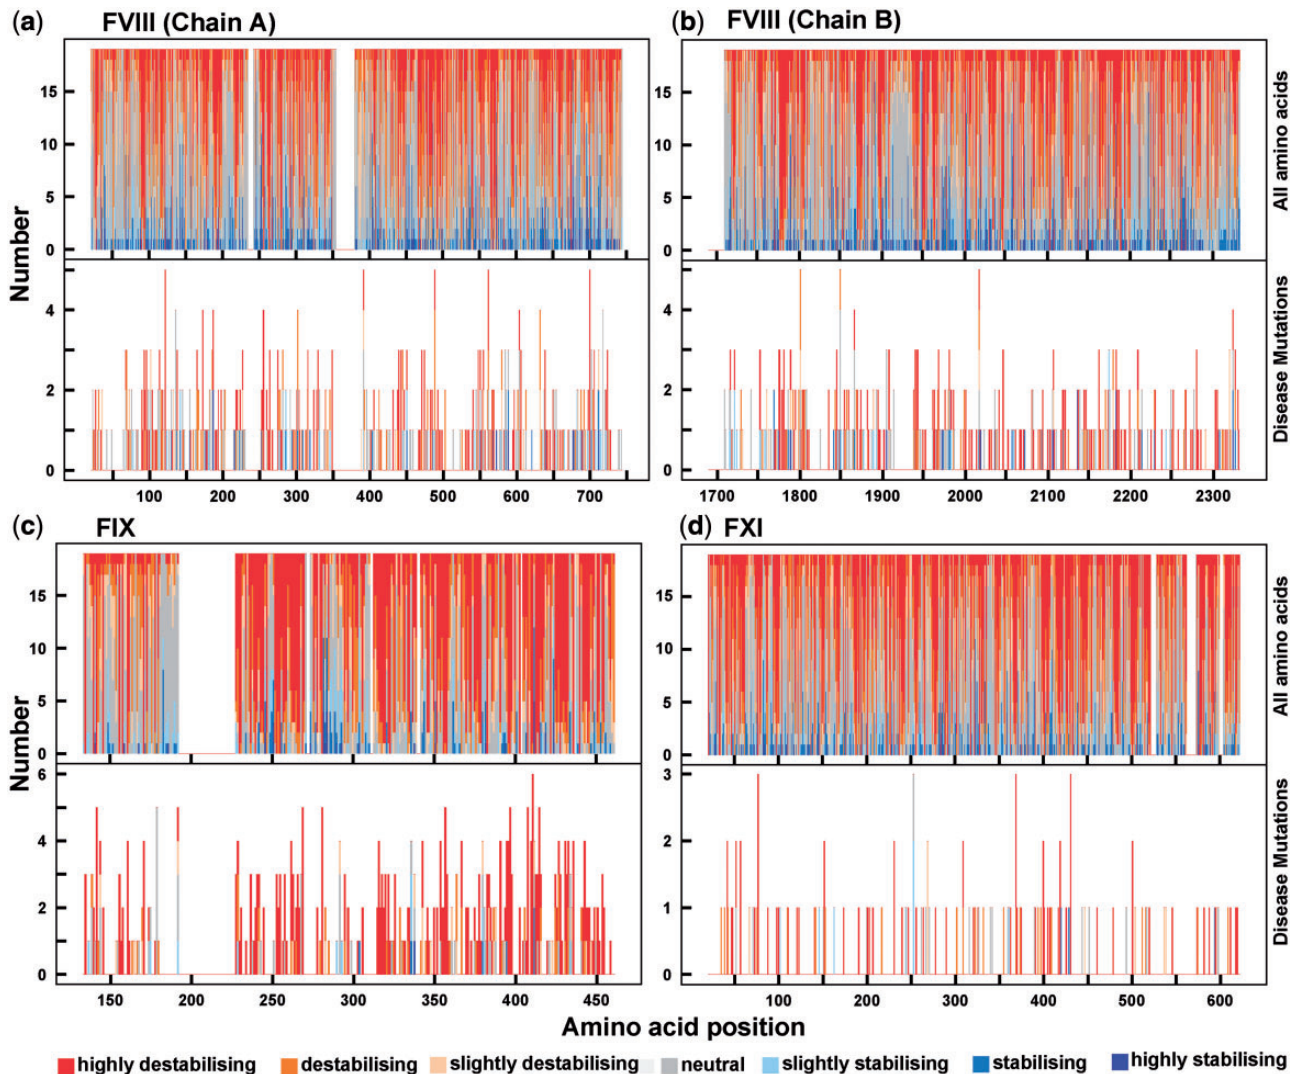 (a) FVIII (Chain A)
15
10
5
0
4
2
0
100 200 300 400 500 600 700
Number
(b) FVIII (Chain B)
15
10
5
0
4
2
0
1700 1800 1900 2000 2100 2200 2300
All amino acids
Disease Mutations
(c) FIX
15
10
5
0
6
4
2
0
150 200 250 300 350 400 450
Number
(d) FXI
15
10
5
0
3
2
1
0
100 200 300 400 500 600
All amino acids
Disease Mutations
Amino acid position
highly destabilising destabilising slightly destabilising neutral slightly stabilising stabilising highly stabilising